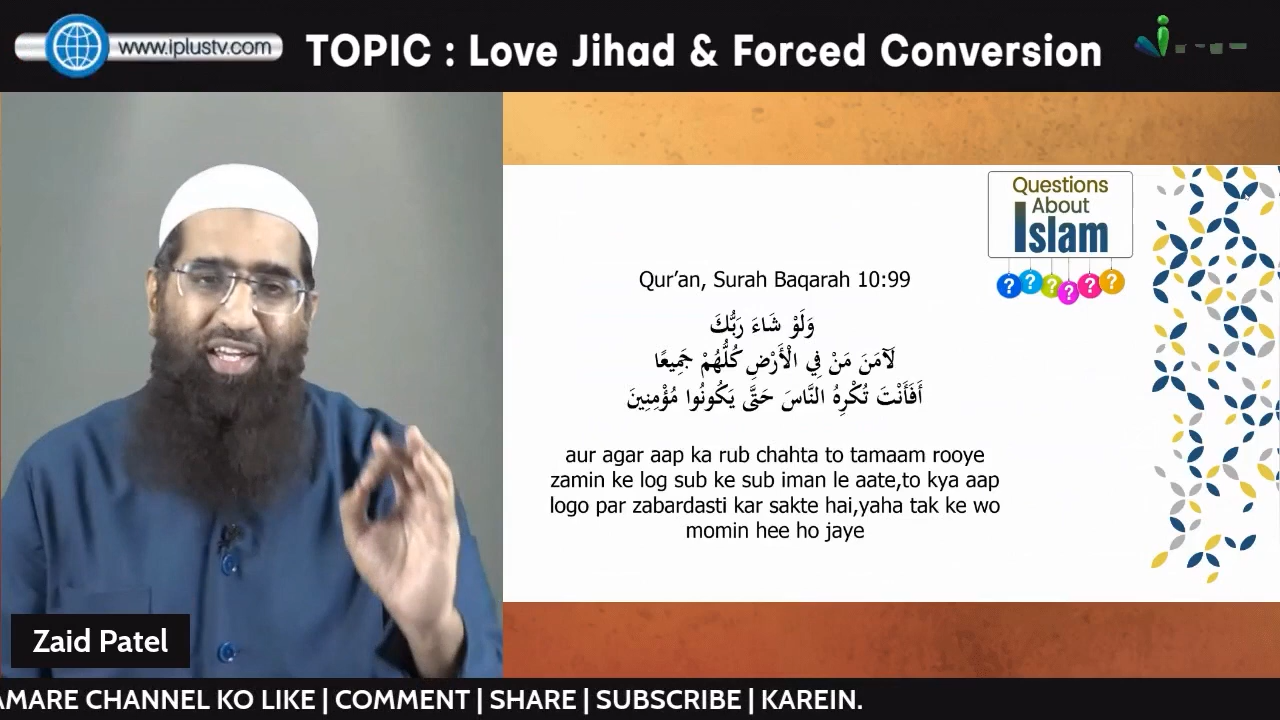 www.iplustv.com
TOPIC : Love Jihad & Forced Conversion
Questions
About
Islam
? ? ? ? ? ?
Qur’an, Surah Baqarah 10:99
وَلَوْ شَاءَ رَبُّكَ
لَآمَنَ مَنْ فِي الْأَرْضِ كُلُّهُمْ جَمِيعًا
أَفَأَنْتَ تُكْرِهُ النَّاسَ حَتَّى يَكُونُوا مُؤْمِنِينَ
aur agar aap ka rub chahta to tamaam rooye
zamin ke log sub ke sub iman le aate,to kya aap
logo par zabardasti kar sakte hai,yaha tak ke wo
momin hee ho jaye
Zaid Patel
AMARE CHANNEL KO LIKE | COMMENT | SHARE | SUBSCRIBE | KAREIN.